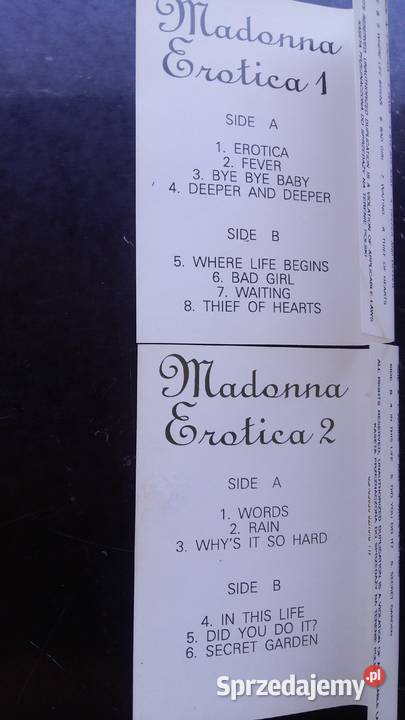 Madonna
Erotica 1
SIDE A
1. EROTICA
2. FEVER
3. BYE BYE BABY
4. DEEPER AND DEEPER
SIDE B
5. WHERE LIFE BEGINS
6. BAD GIRL
7. WAITING
8. THIEF OF HEARTS
Madonna
Erotica 2
SIDE A
1. WORDS
2. RAIN
3. WHY'S IT SO HARD
SIDE B
4. IN THIS LIFE
5. DID YOU DO IT?
6. SECRET GARDEN
Sprzedajemy.pl